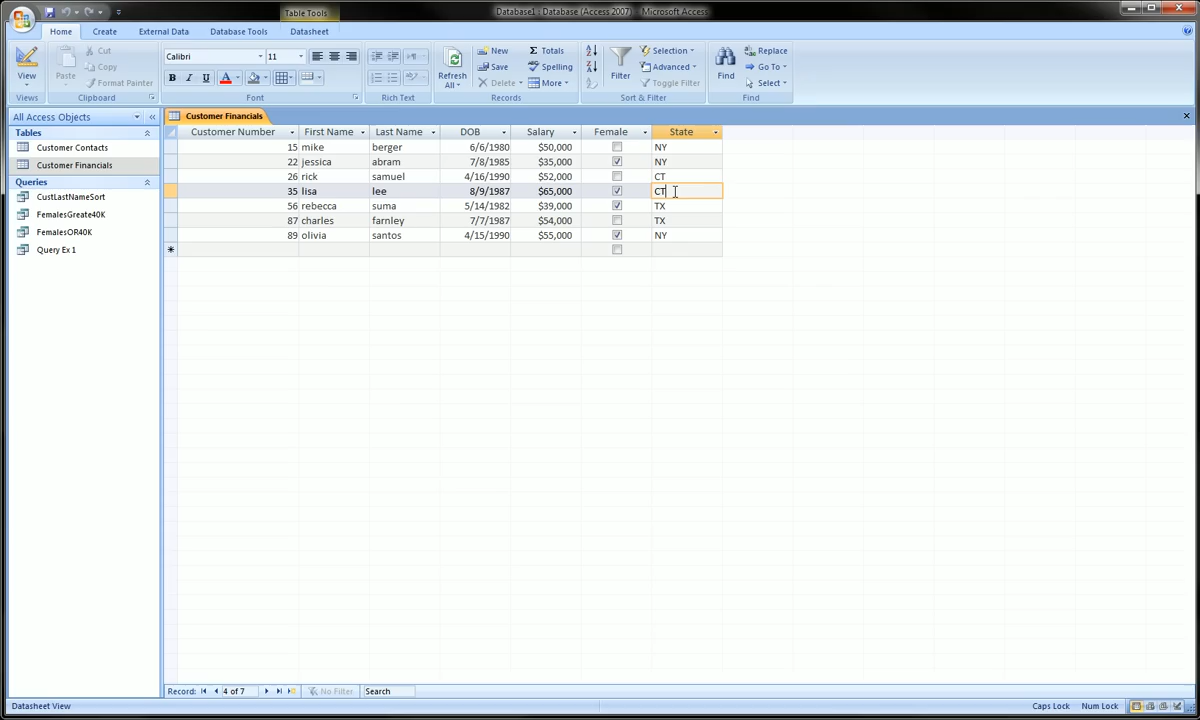 Table Tools
Database1 : Database (Access 2007) - Microsoft Access
Home Create External Data Database Tools Datasheet
View
Views
Paste
Cut
Copy
Format Painter
Clipboard
Calibri 11
B I U A
Font
Rich Text
Refresh All
New
Save
Delete
Totals
Spelling
More
Records
Filter
Selection
Advanced
Toggle Filter
Sort & Filter
Find
Replace
Go To
Select
Find
All Access Objects
Tables
Customer Contacts
Customer Financials
Queries
CustLastNameSort
FemalesGreate40K
FemalesOR40K
Query Ex 1
Customer Financials
Customer Number First Name Last Name DOB Salary Female State
15 mike berger 6/6/1980 $50,000 NY
22 jessica abram 7/8/1985 $35,000 NY
26 rick samuel 4/16/1990 $52,000 CT
35 lisa lee 8/9/1987 $65,000 CT
56 rebecca suma 5/14/1982 $39,000 TX
87 charles farnley 7/7/1987 $54,000 TX
89 olivia santos 4/15/1990 $55,000 NY
Record: 4 of 7 No Filter Search
Datasheet View Caps Lock Num Lock